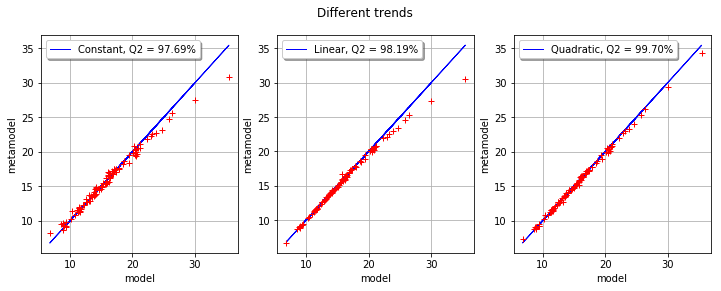 Different trends
Constant, Q2 = 97.69%
35
30
25
20
15
10
metamodel
10
20
30
model
Linear, Q2 = 98.19%
35
30
25
20
15
10
metamodel
10
20
30
model
Quadratic, Q2 = 99.70%
35
30
25
20
15
10
metamodel
10
20
30
model